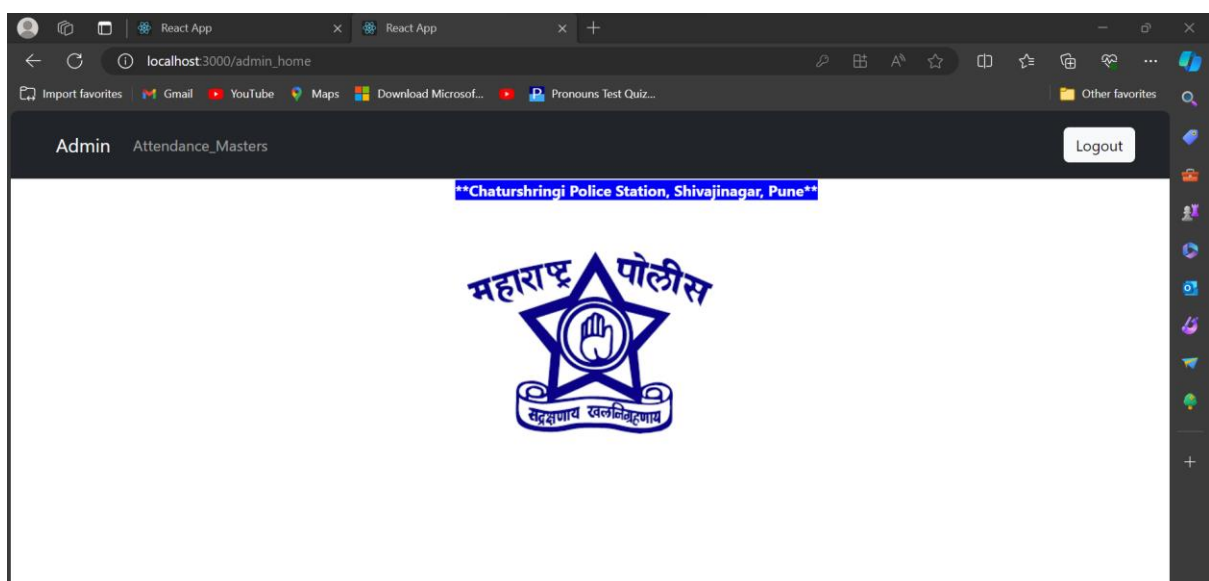 React App
React App
localhost:3000/admin_home
Import favorites
Gmail
YouTube
Maps
Download Microsof...
Pronouns Test Quiz...
Other favorites
Admin
Attendance_Masters
Logout
**Chaturshringi Police Station, Shivajinagar, Pune**
महाराष्ट्र पोलीस
सद्रक्षणाय खलनिग्रहणाय